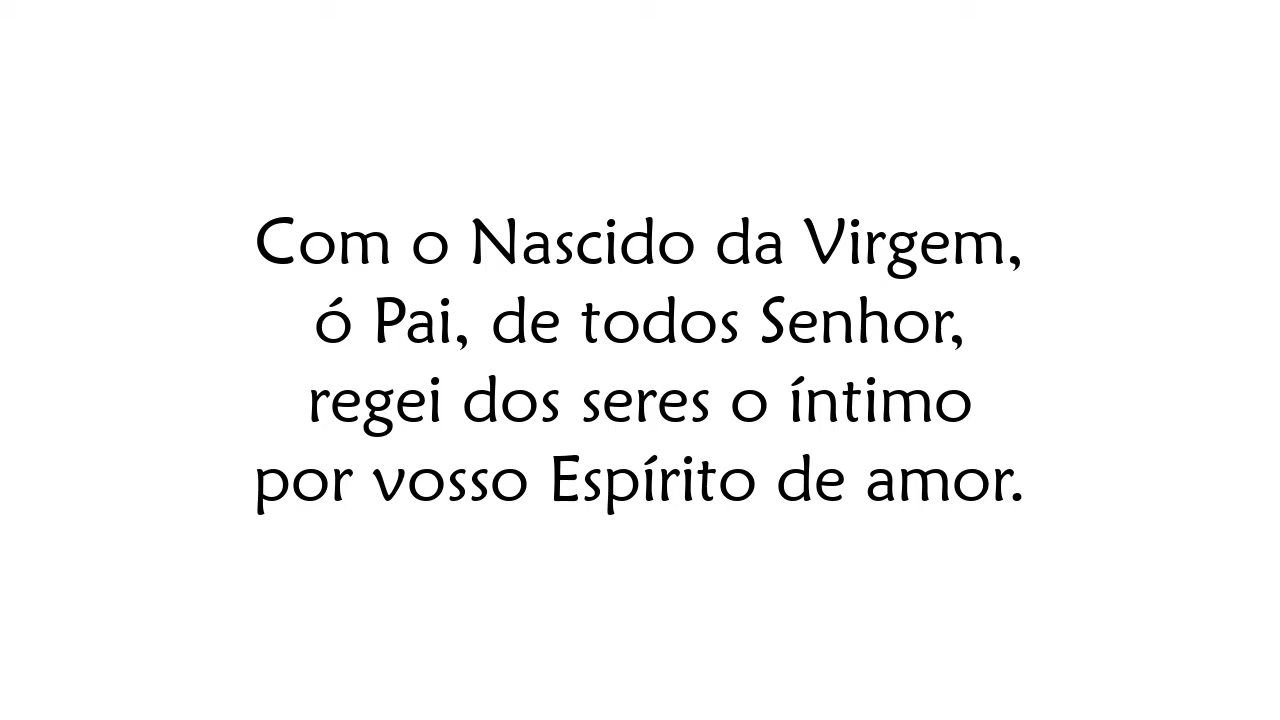 Com o Nascido da Virgem,
ó Pai, de todos Senhor,
regei dos seres o íntimo
por vosso Espírito de amor.